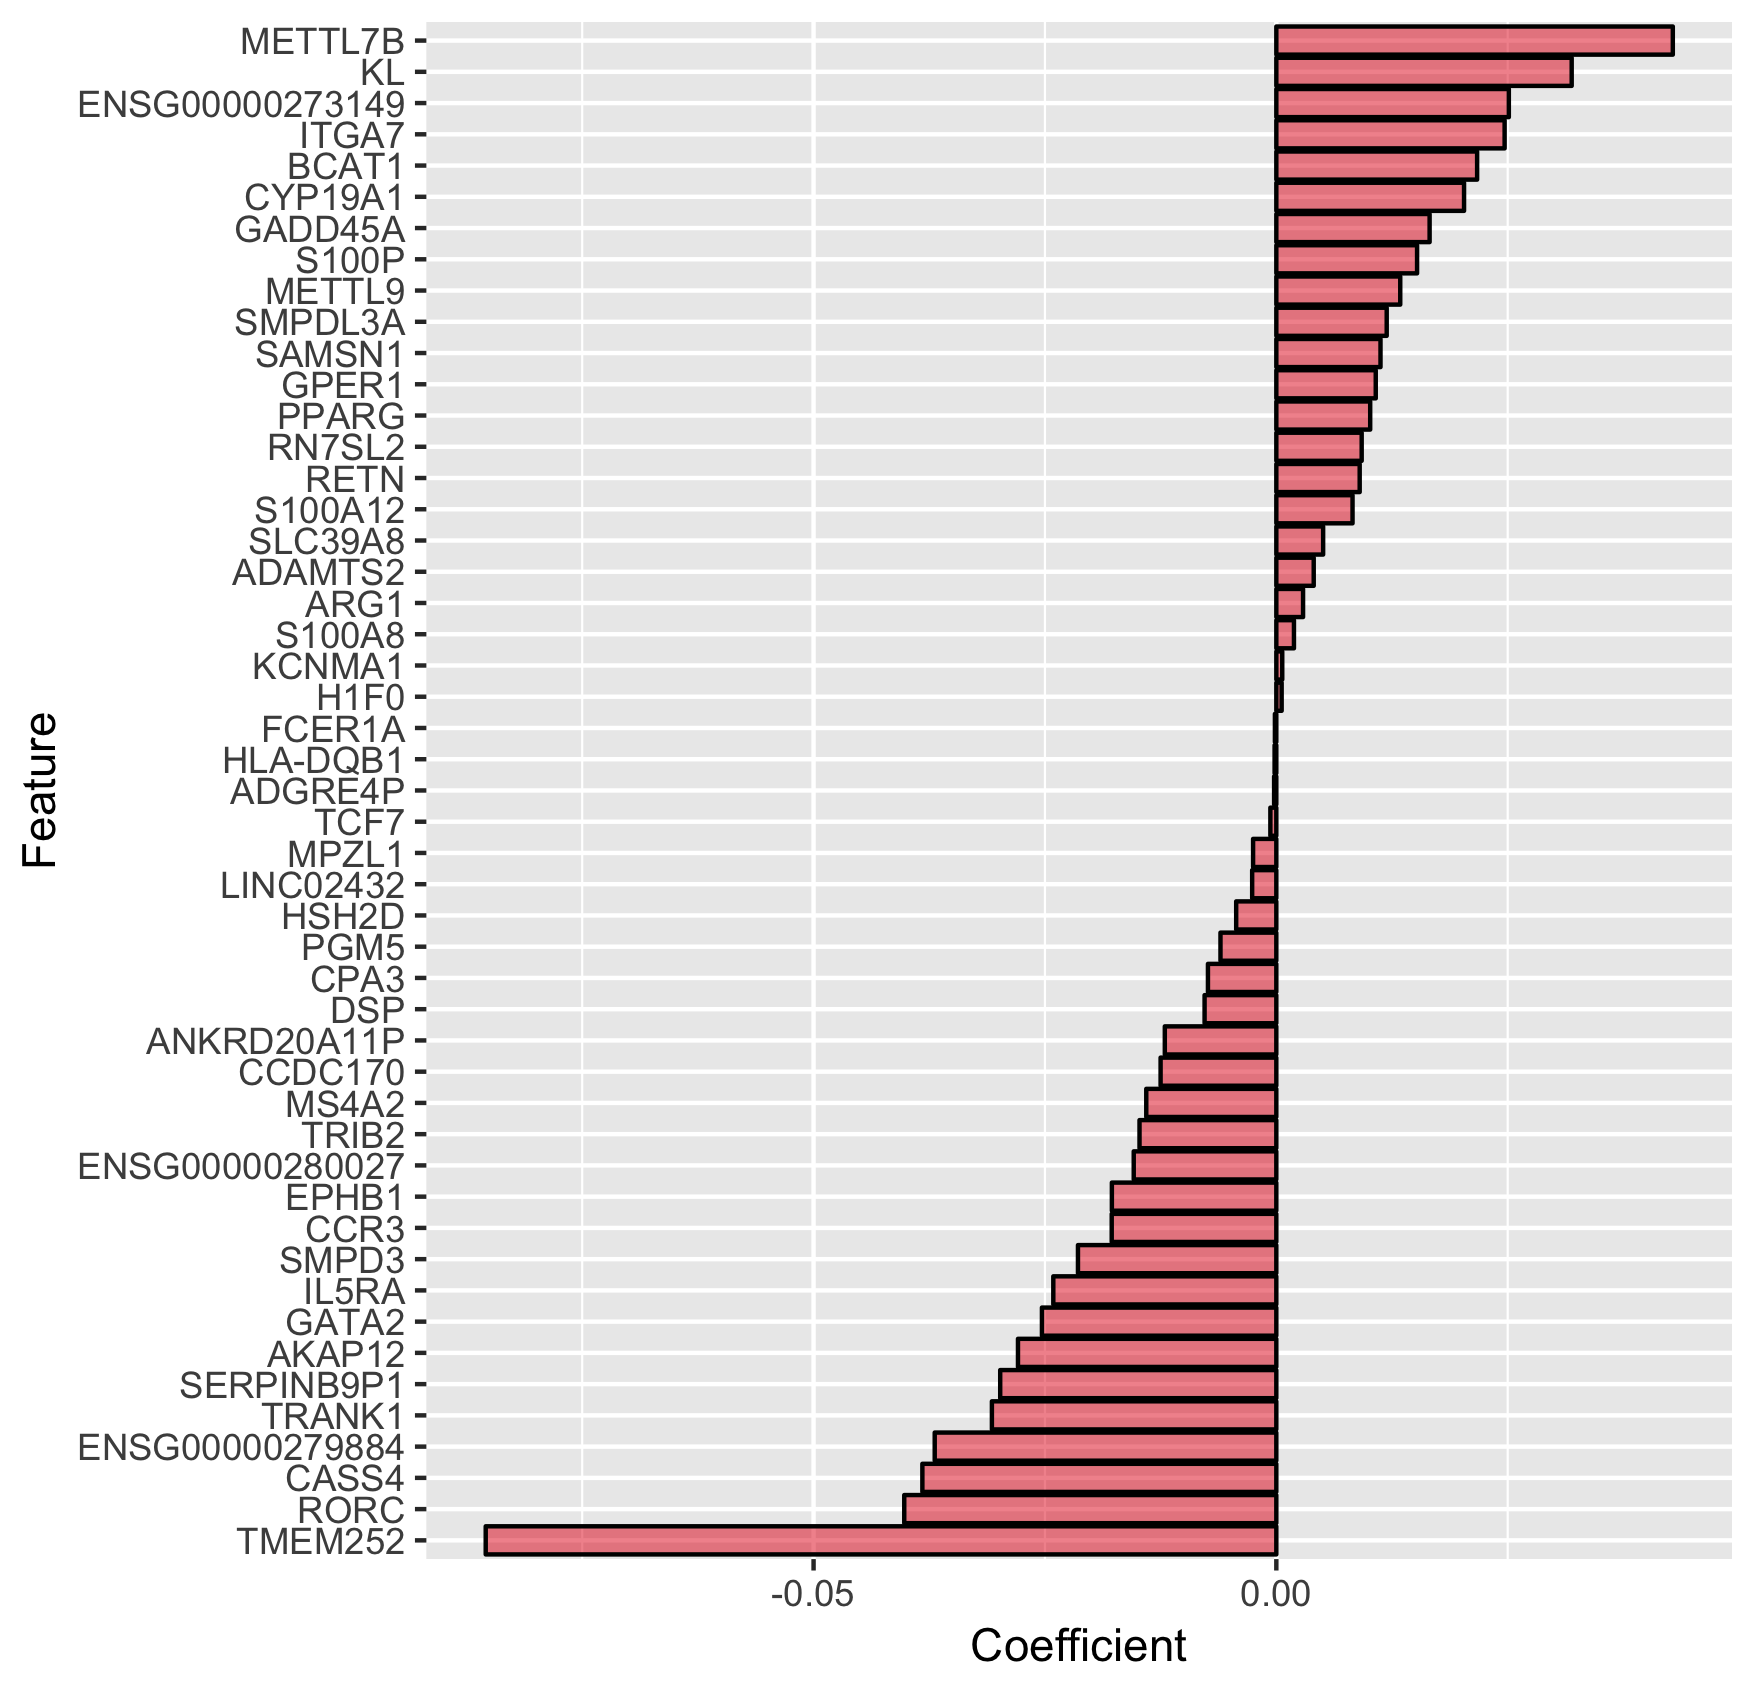 METTL7B
KL
ENSG00000273149
ITGA7
BCAT1
CYP19A1
GADD45A
S100P
METTL9
SMPDL3A
SAMSN1
GPER1
PPARG
RN7SL2
RETN
S100A12
SLC39A8
ADAMTS2
ARG1
S100A8
KCNMA1
H1F0
FCER1A
HLA-DQB1
ADGRE4P
TCF7
MPZL1
LINC02432
HSH2D
PGM5
CPA3
DSP
ANKRD20A11P
CCDC170
MS4A2
TRIB2
ENSG00000280027
EPHB1
CCR3
SMPD3
IL5RA
GATA2
AKAP12
SERPINB9P1
TRANK1
ENSG00000279884
CASS4
RORC
TMEM252
Feature
-0.05 0.00
Coefficient